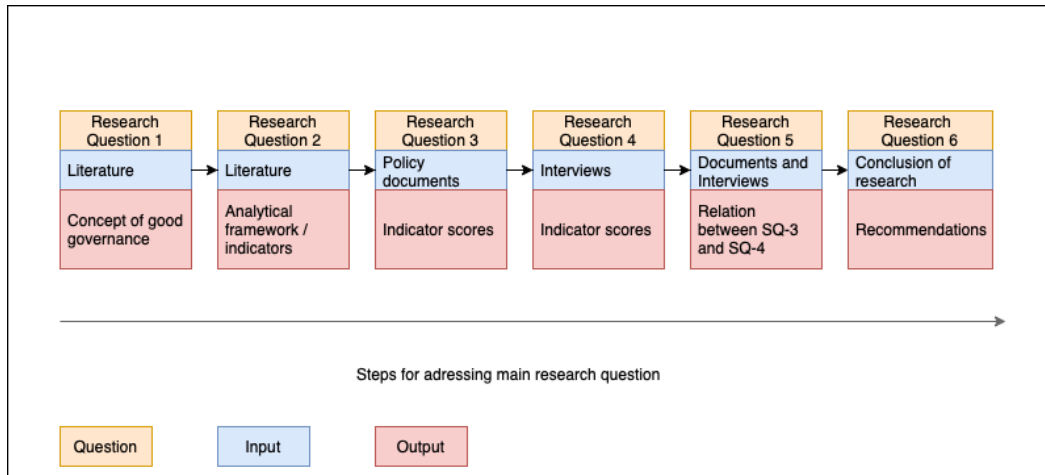 Research
Question 1
Literature
Concept of good
governance
Research
Question 2
Literature
Analytical
framework /
indicators
Research
Question 3
Policy
documents
Indicator scores
Research
Question 4
Interviews
Indicator scores
Research
Question 5
Documents and
Interviews
Relation
between SQ-3
and SQ-4
Research
Question 6
Conclusion of
research
Recommendations
Steps for adressing main research question
Question
Input
Output